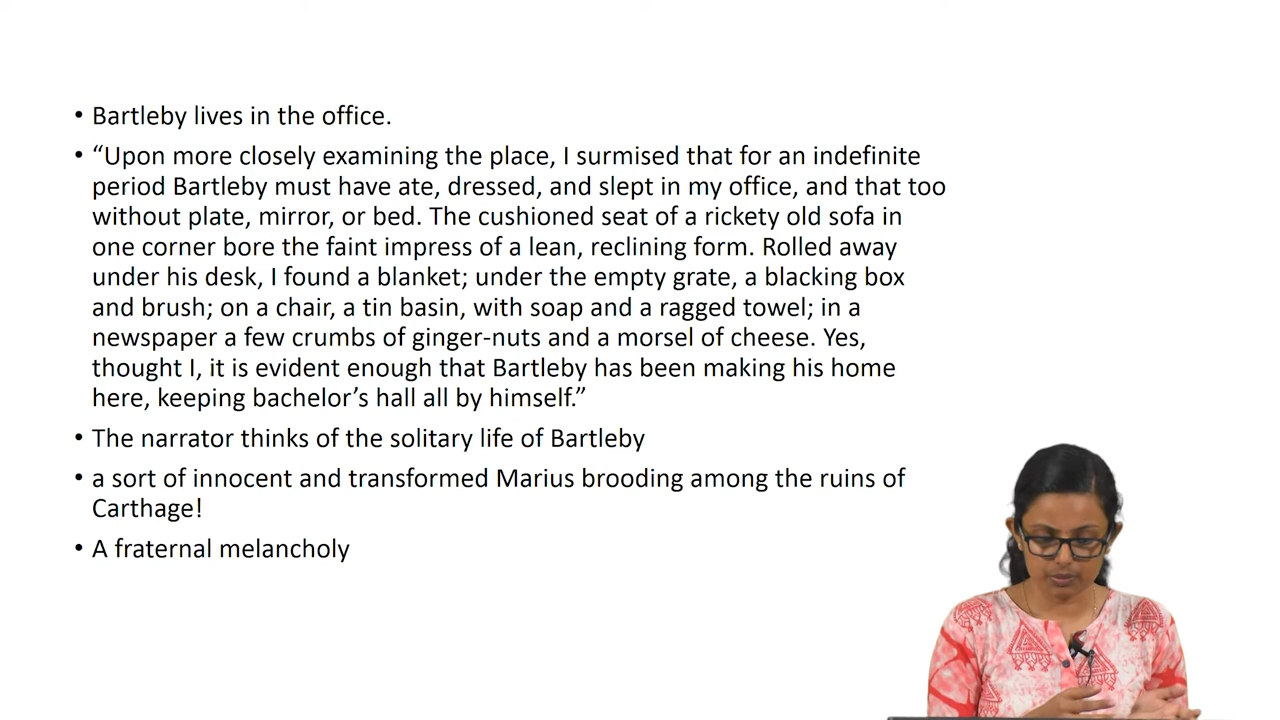 • Bartleby lives in the office.
• “Upon more closely examining the place, I surmised that for an indefinite
period Bartleby must have ate, dressed, and slept in my office, and that too
without plate, mirror, or bed. The cushioned seat of a rickety old sofa in
one corner bore the faint impress of a lean, reclining form. Rolled away
under his desk, I found a blanket; under the empty grate, a blacking box
and brush; on a chair, a tin basin, with soap and a ragged towel; in a
newspaper a few crumbs of ginger-nuts and a morsel of cheese. Yes,
thought I, it is evident enough that Bartleby has been making his home
here, keeping bachelor’s hall all by himself.”
• The narrator thinks of the solitary life of Bartleby
• a sort of innocent and transformed Marius brooding among the ruins of
Carthage!
• A fraternal melancholy